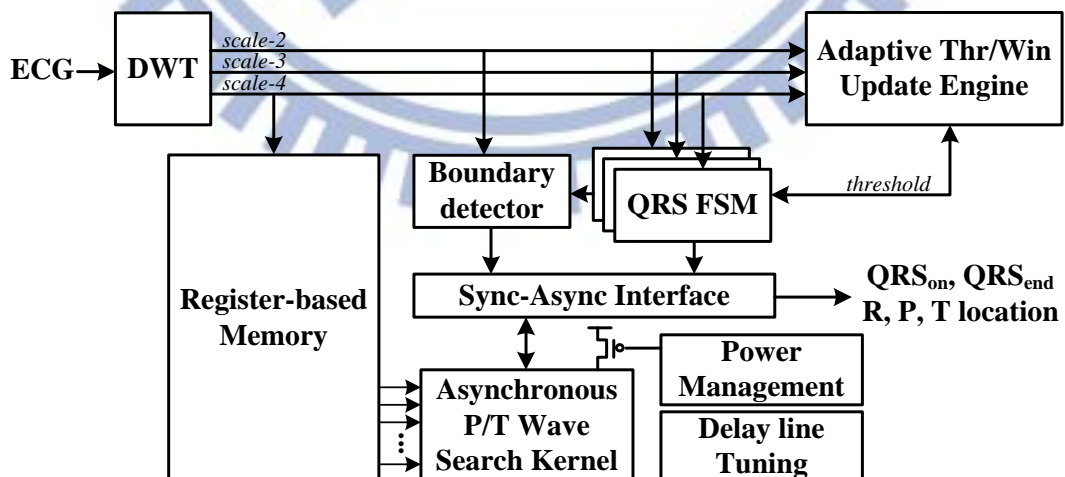 ECG
DWT
scale-2
scale-3
scale-4
Adaptive Thr/Win
Update Engine
Boundary
detector
QRS FSM
threshold
Register-based
Memory
Sync-Async Interface
QRSon, QRSend
R, P, T location
Asynchronous
P/T Wave
Search Kernel
Power
Management
Delay line
Tuning